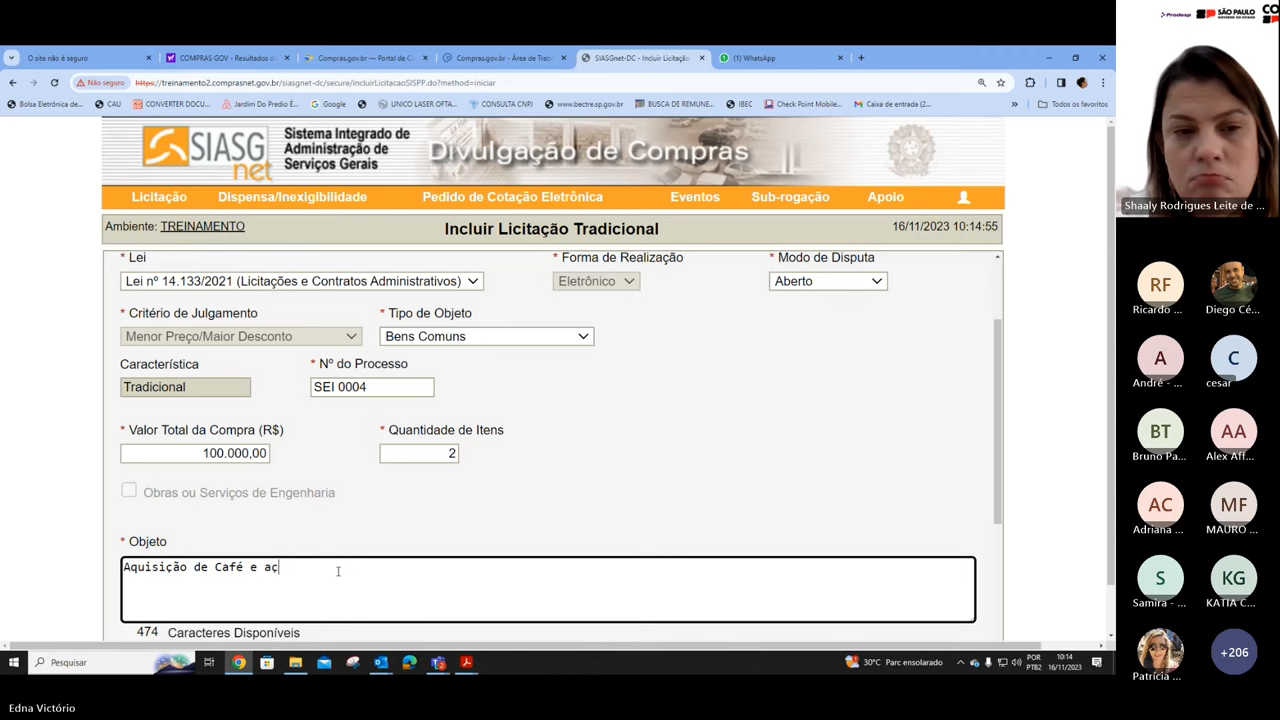 Prodesp SÃO PAULO GOVERNO DO ESTADO CO
O site não é seguro COMPRAS GOV - Resultados d Compras.gov.br — Portal de C Compras.gov.br - Área de Trab SIASGnet-DC - Incluir Licitação (1) WhatsApp
Não seguro https://treinamento2.comprasnet.gov.br/siasgnet-dc/secure/incluirLicitacaoSISPP.do?method=iniciar
Bolsa Eletrônica de... CAU CONVERTER DOCU... Jardim Do Predio É... Google UNICO LASER OFTA... CONSULTA CNPJ www.bectre.sp.gov.br BUSCA DE REMUNE... IBEC Check Point Mobile... Caixa de entrada (2... Todos os favoritos
SIASG net
Sistema Integrado de
Administração de
Serviços Gerais
Divulgação de Compras
Licitação Dispensa/Inexigibilidade Pedido de Cotação Eletrônica Eventos Sub-rogação Apoio
Ambiente: TREINAMENTO Incluir Licitação Tradicional 16/11/2023 10:14:55
* Lei * Forma de Realização * Modo de Disputa
Lei nº 14.133/2021 (Licitações e Contratos Administrativos) Eletrônico Aberto
* Critério de Julgamento * Tipo de Objeto
Menor Preço/Maior Desconto Bens Comuns
Característica * Nº do Processo
Tradicional SEI 0004
* Valor Total da Compra (R$) * Quantidade de Itens
100.000,00 2
Obras ou Serviços de Engenharia
* Objeto
Aquisição de Café e aç
474 Caracteres Disponíveis
Pesquisar 30°C Parc ensolarado POR PTB2 10:14 16/11/2023
Edna Victório
Shaaly Rodrigues Leite de ...
RF
Ricardo ... Diego Cé...
A C
André - ... cesar
BT AA
Bruno Pa... Alex Aff...
AC MF
Adriana ... MAURO ...
S KG
Samira - ... KATIA C...
+206
Patrícia ...